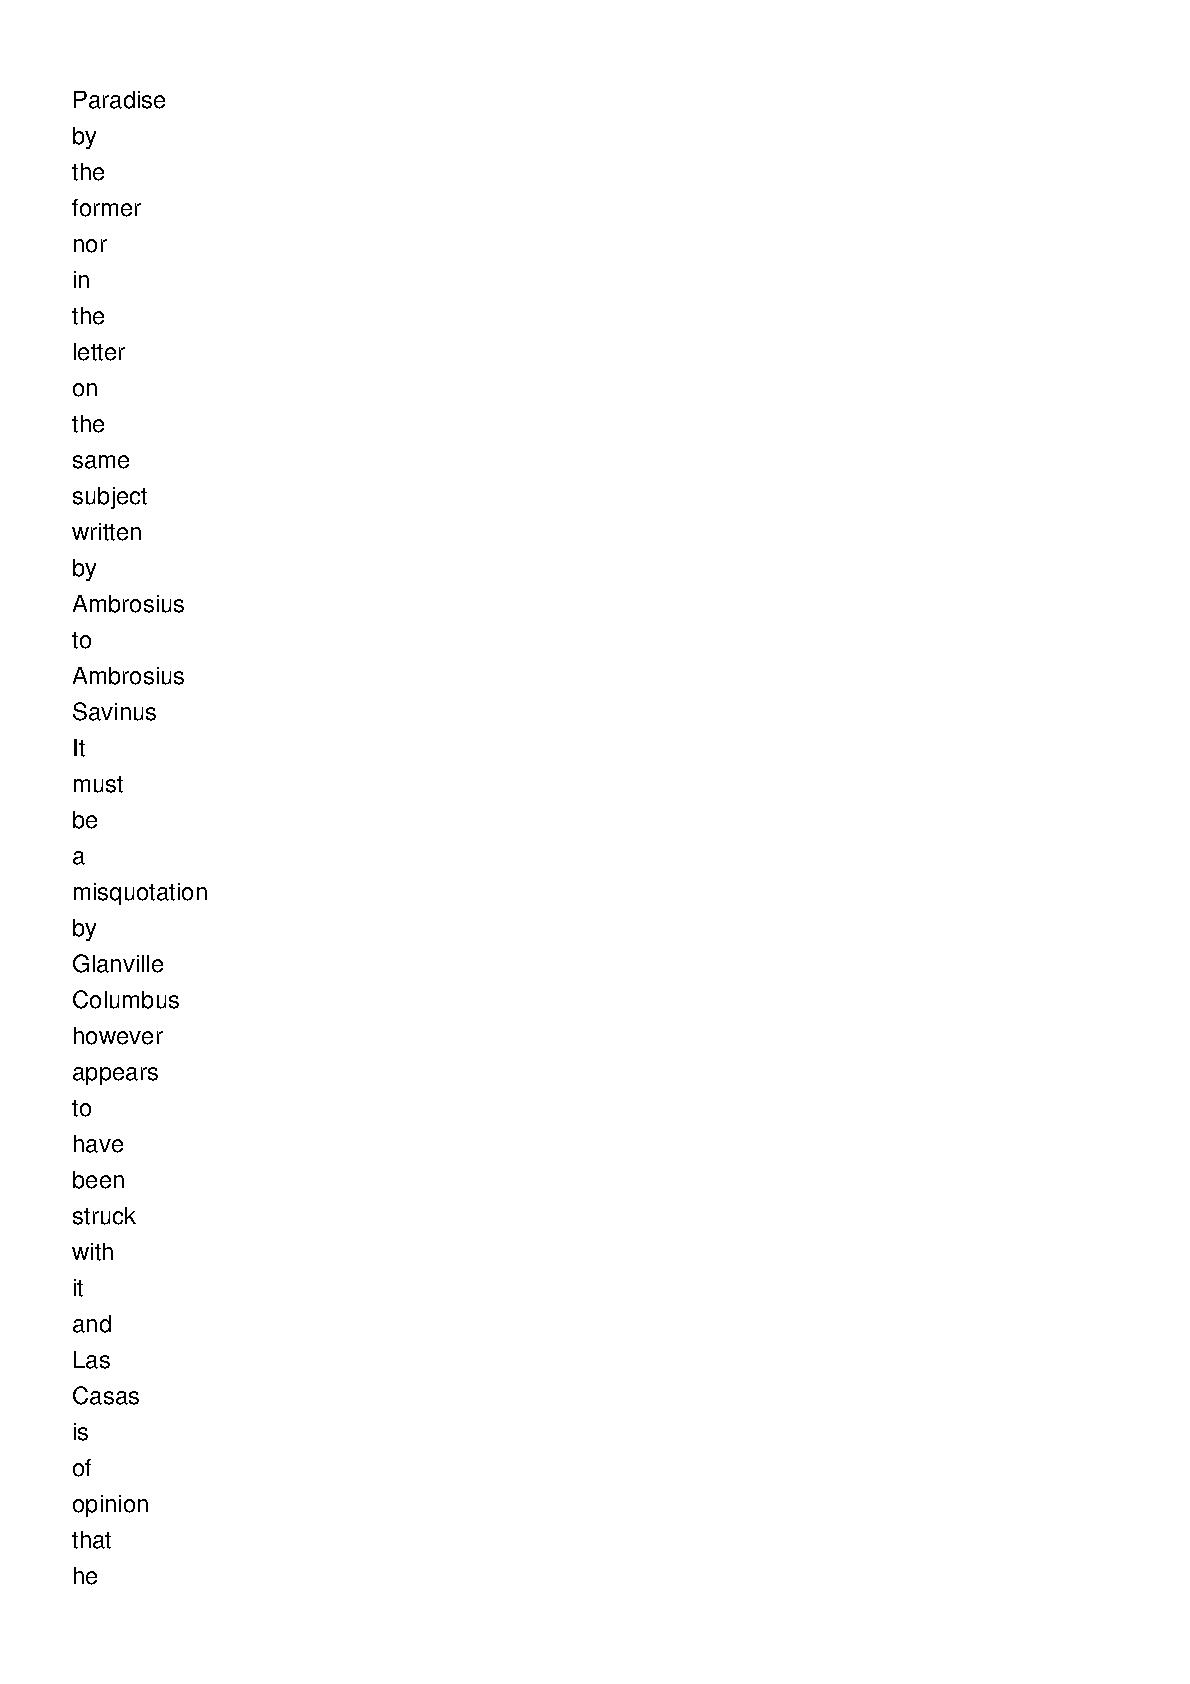 Paradise
by
the
former
nor
in
the
letter
on
the
same
subject
written
by
Ambrosius
to
Ambrosius
Savinus
It
must
be
a
misquotation
by
Glanville
Columbus
however
appears
to
have
been
struck
with
it
and
Las
Casas
is
of
opinion
that
he